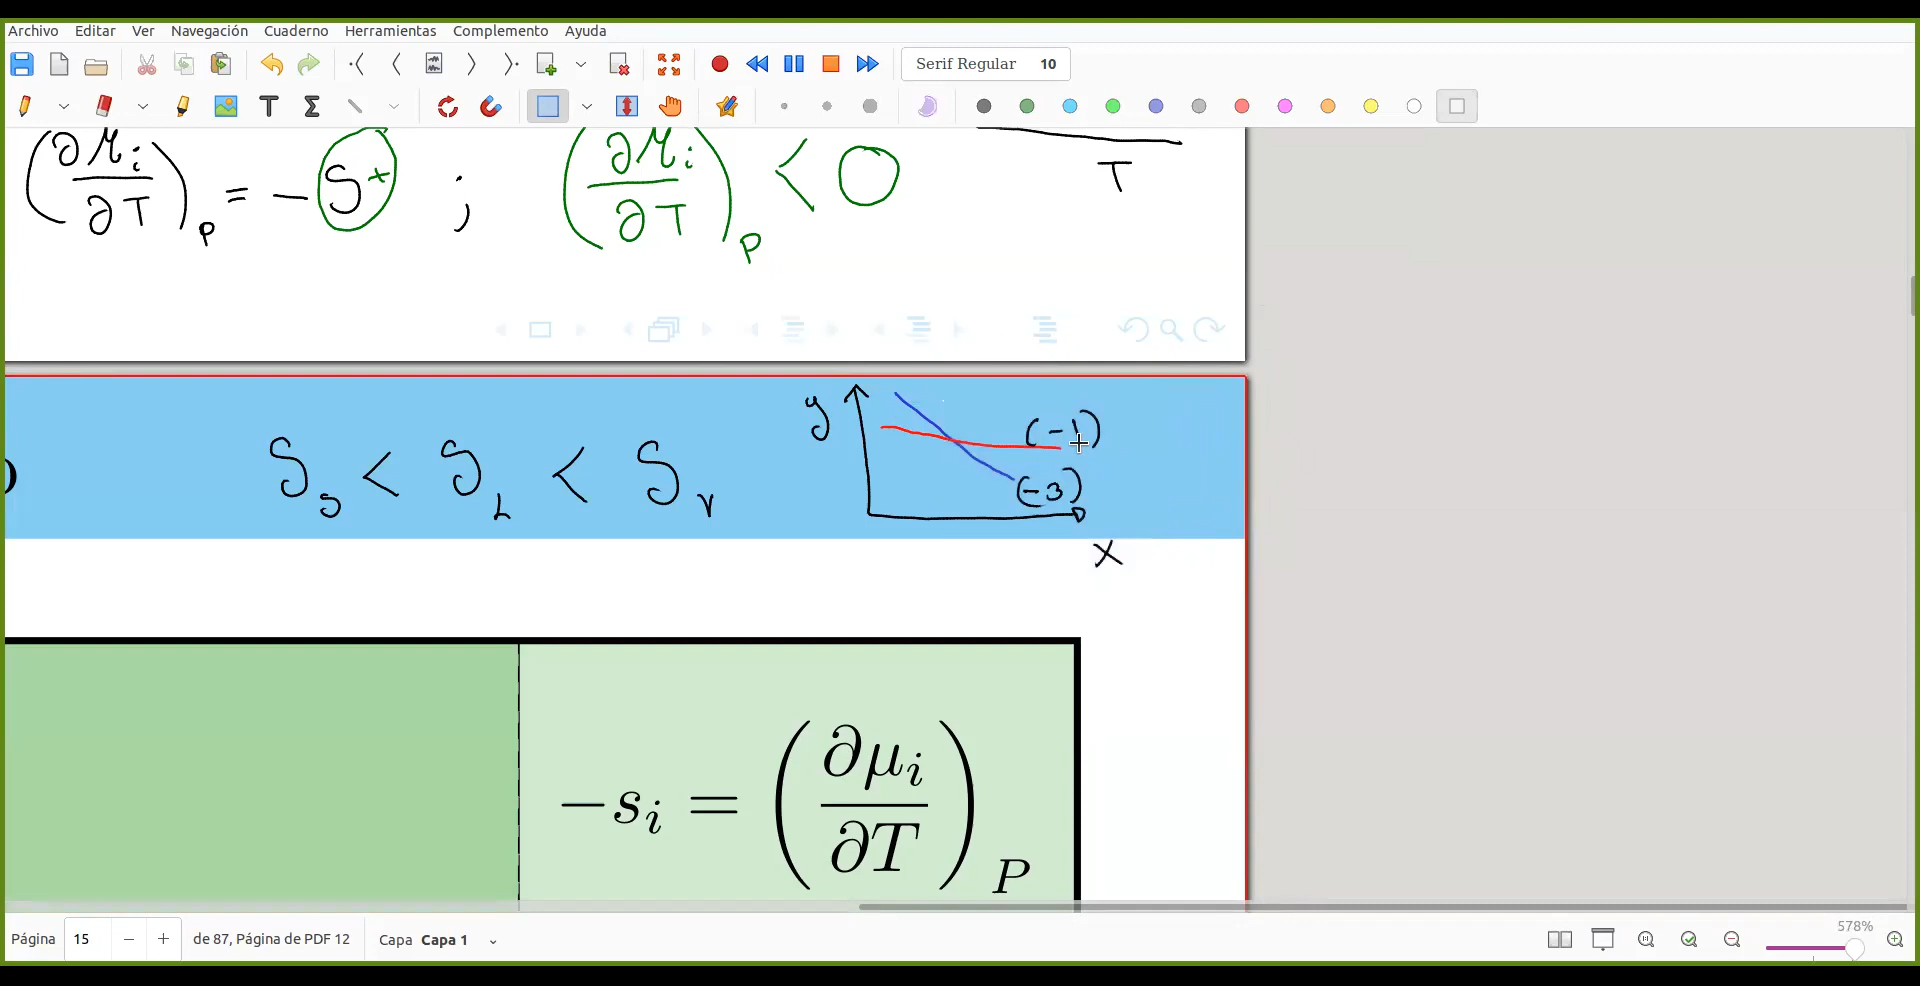 Archivo Editar Ver Navegación Cuaderno Herramientas Complemento Ayuda
Serif Regular 10
(∂μi/∂T)P = -S+ ; (∂μi/∂T)P < 0
T
y
(-1)
(-3)
x
)
SS < SL < SV
-si = (∂μi/∂T)P
578%
Página 15 de 87, Página de PDF 12 Capa Capa 1